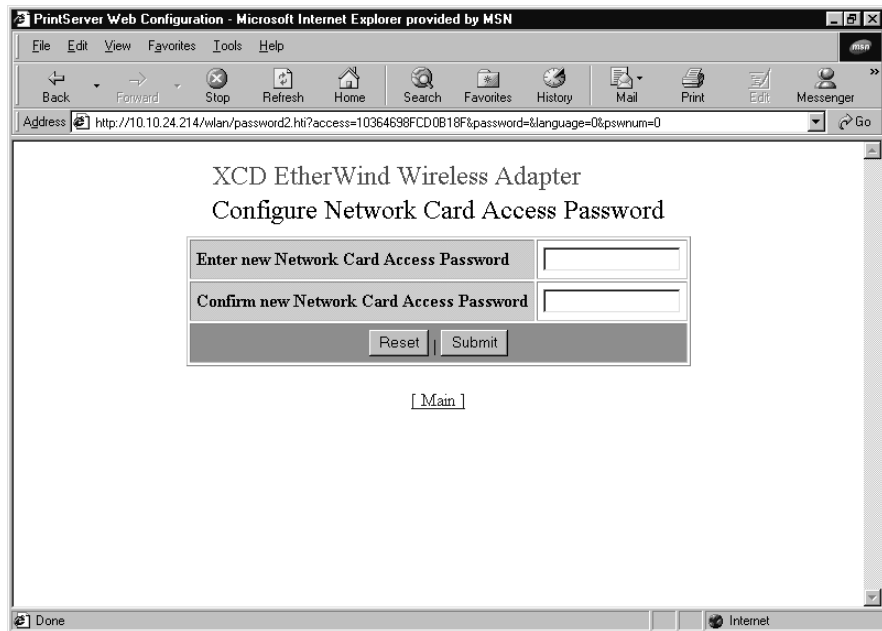 PrintServer Web Configuration - Microsoft Internet Explorer provided by MSN
File Edit View Favorites Tools Help
msn
Back Forward Stop Refresh Home Search Favorites History Mail Print Edit Messenger »
Address http://10.10.24.214/wlan/password2.hti?access=10364698FCD0B18F&password=&language=0&pswnum=0 Go
XCD EtherWind Wireless Adapter
Configure Network Card Access Password
Enter new Network Card Access Password
Confirm new Network Card Access Password
Reset | Submit
[ Main ]
Done Internet